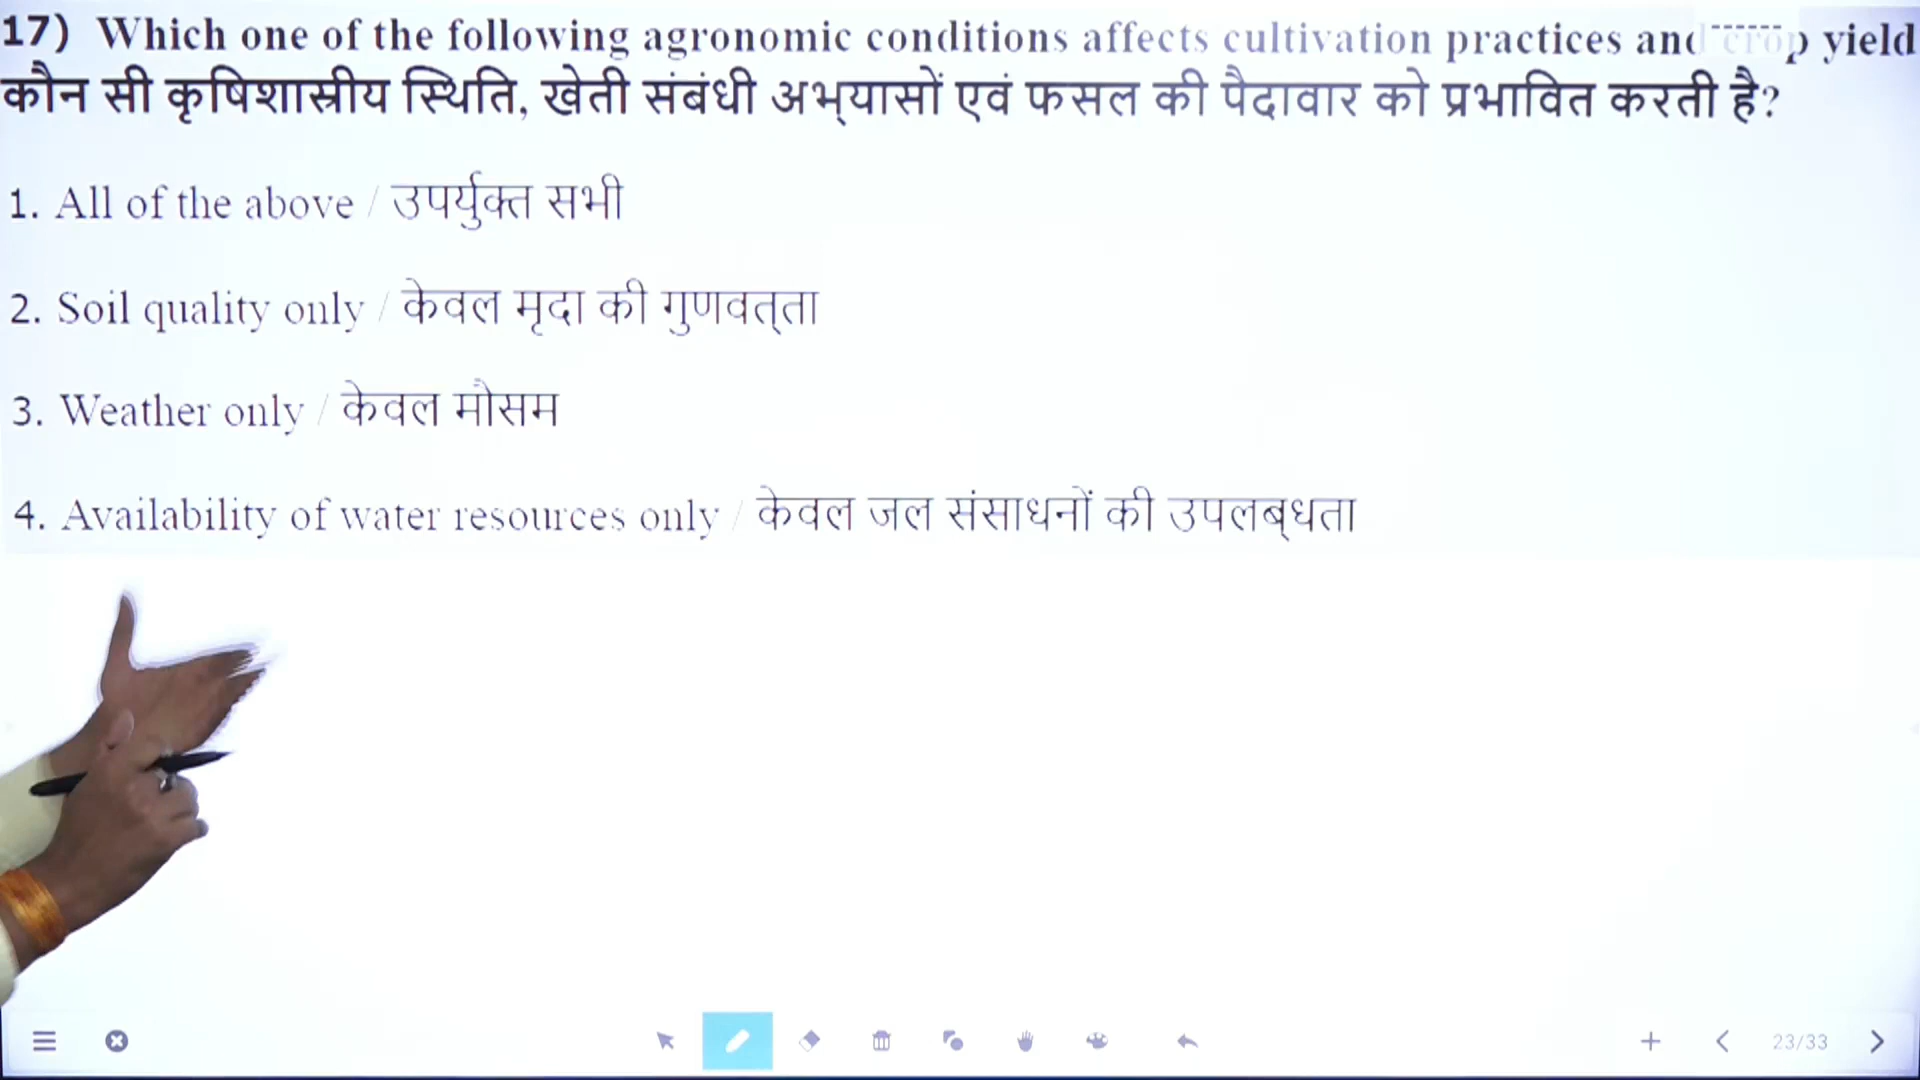 17) Which one of the following agronomic conditions affects cultivation practices and crop yield
कौन सी कृषिशास्त्रीय स्थिति, खेती संबंधी अभ्यासों एवं फसल की पैदावार को प्रभावित करती है?
1. All of the above / उपर्युक्त सभी
2. Soil quality only / केवल मृदा की गुणवत्ता
3. Weather only / केवल मौसम
4. Availability of water resources only / केवल जल संसाधनों की उपलब्धता
23/33